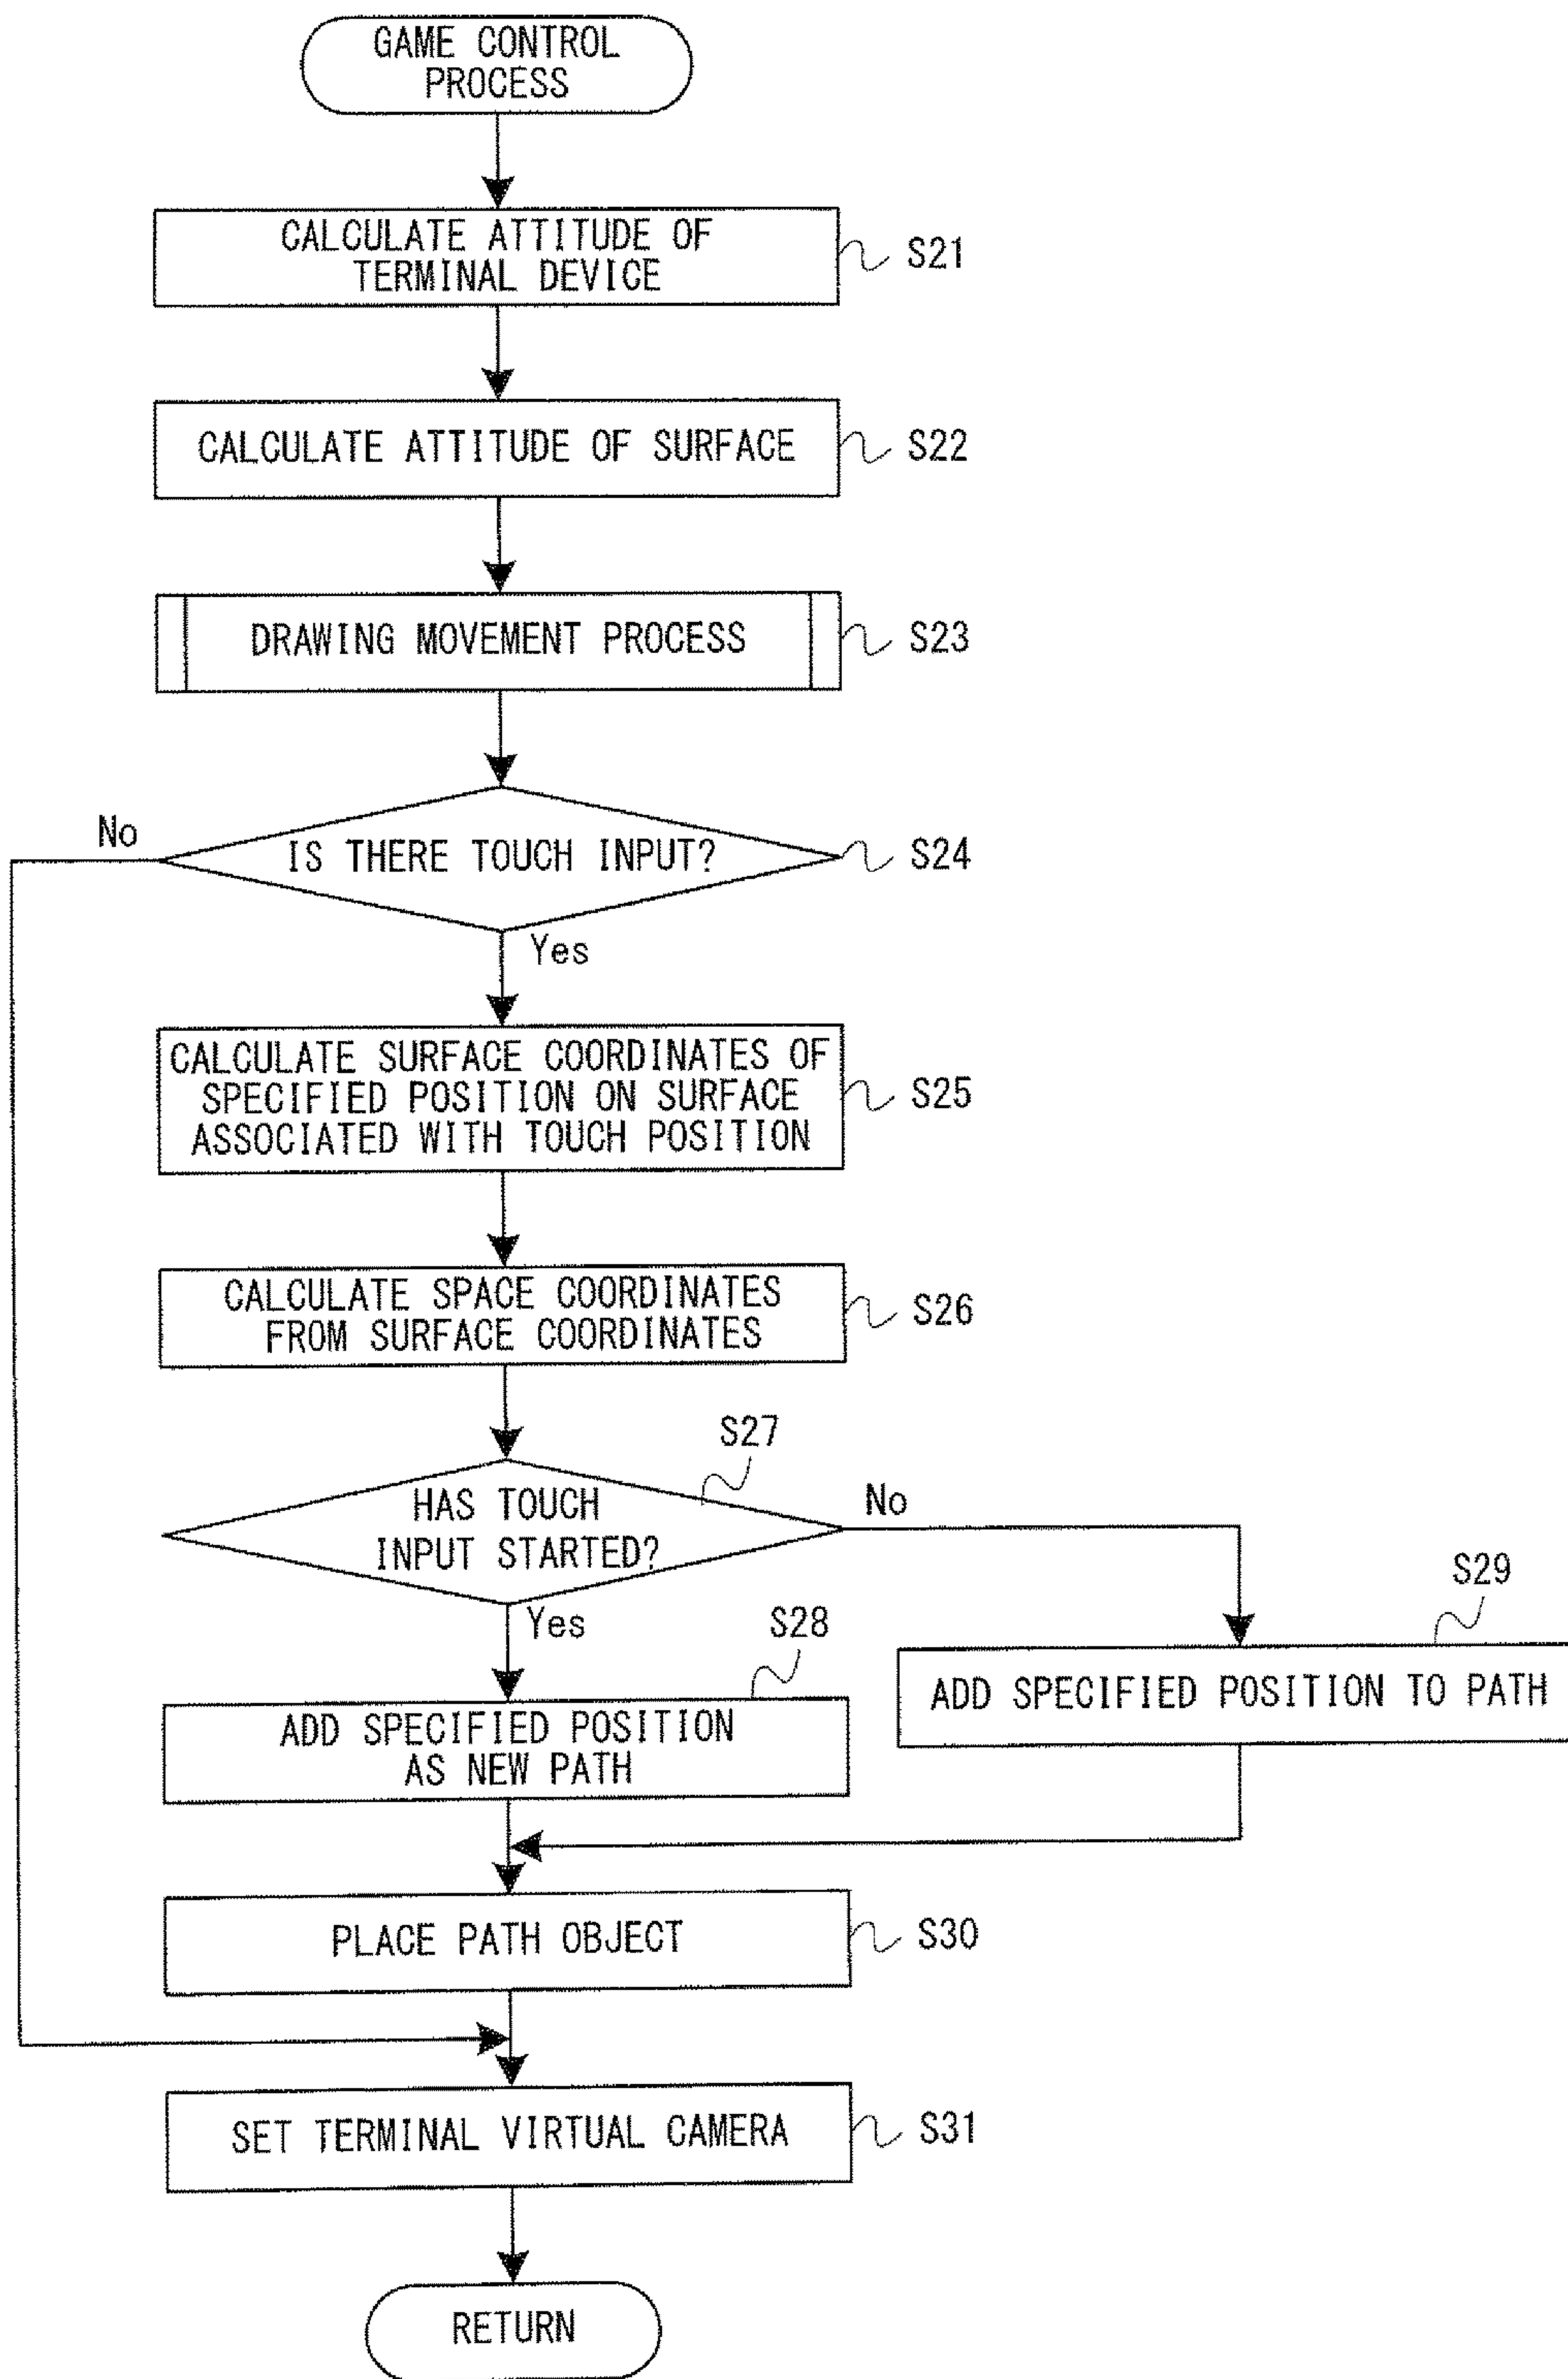 GAME CONTROL
PROCESS
CALCULATE ATTITUDE OF
TERMINAL DEVICE
S21
CALCULATE ATTITUDE OF SURFACE
S22
DRAWING MOVEMENT PROCESS
S23
No
IS THERE TOUCH INPUT?
S24
Yes
CALCULATE SURFACE COORDINATES OF
SPECIFIED POSITION ON SURFACE
ASSOCIATED WITH TOUCH POSITION
S25
CALCULATE SPACE COORDINATES
FROM SURFACE COORDINATES
S26
S27
HAS TOUCH
INPUT STARTED?
No
Yes
S28
S29
ADD SPECIFIED POSITION
AS NEW PATH
ADD SPECIFIED POSITION TO PATH
PLACE PATH OBJECT
S30
SET TERMINAL VIRTUAL CAMERA
S31
RETURN